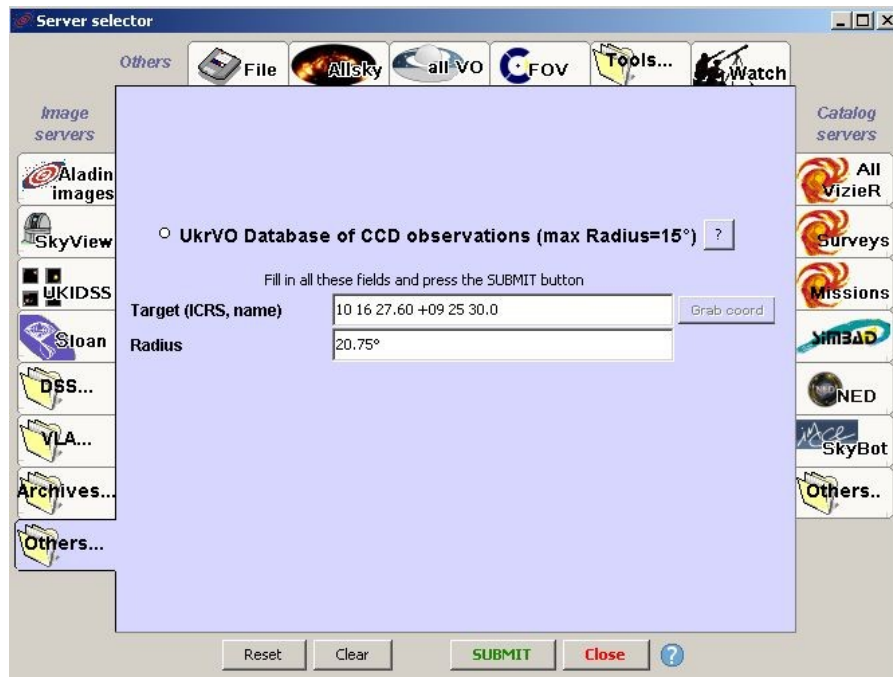 Server selector
Others
File
Allsky
all VO
FOV
Tools...
Watch
Image
servers
Catalog
servers
Aladin
images
SkyView
UKIDSS
Sloan
DSS...
VLA...
Archives...
Others...
UkrVO Database of CCD observations (max Radius=15°) ?
Fill in all these fields and press the SUBMIT button
Target (ICRS, name) 10 16 27.60 +09 25 30.0 Grab coord
Radius 20.75°
All
VizieR
Surveys
Missions
SIMBAD
NED
SkyBot
Others..
Reset Clear SUBMIT Close ?